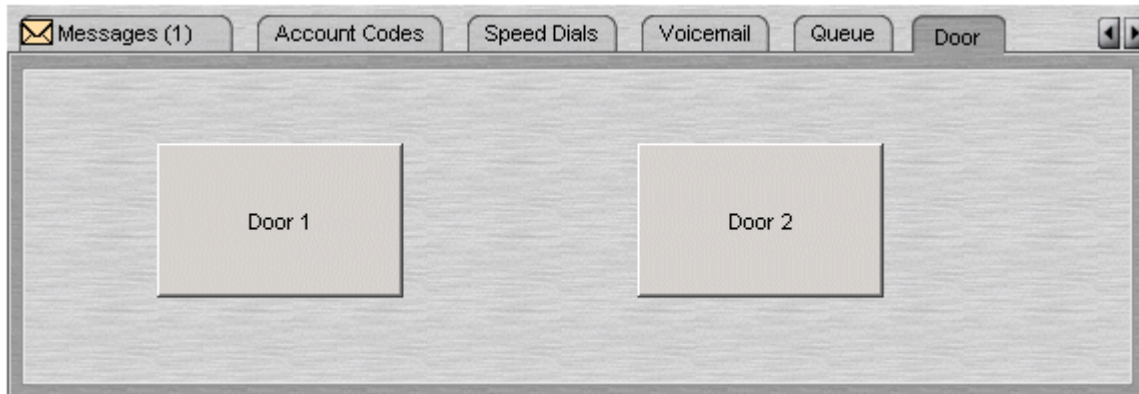 Messages (1) Account Codes Speed Dials Voicemail Queue Door
Door 1 Door 2